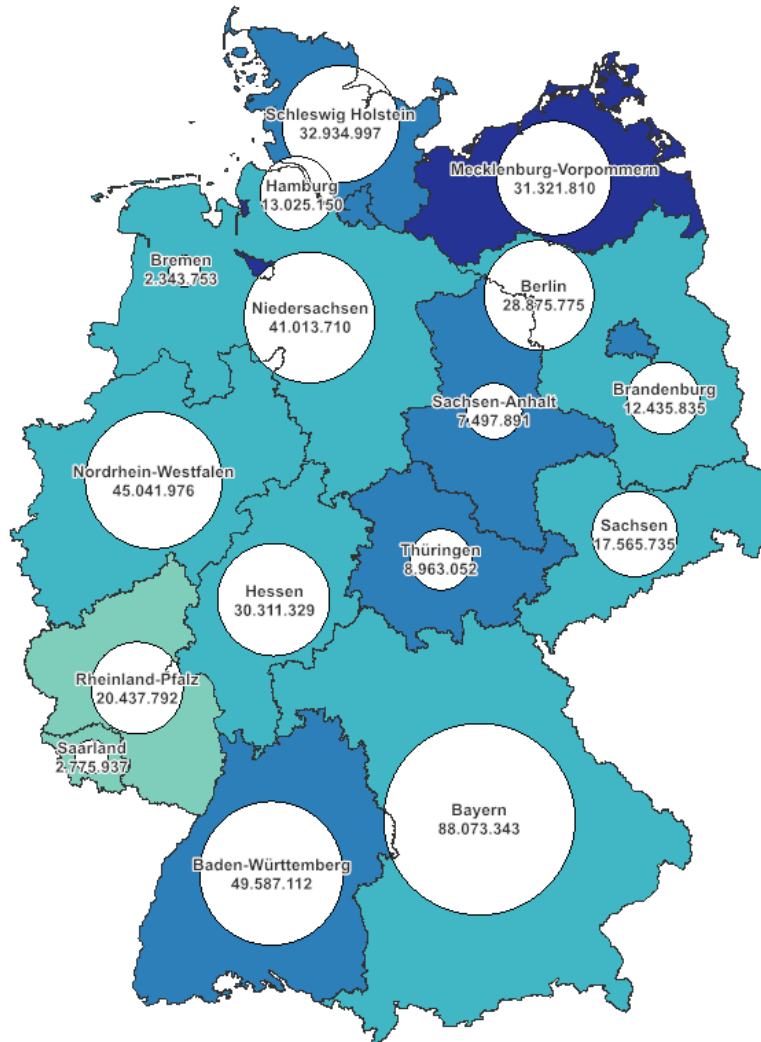 Schleswig Holstein
32.934.997
Mecklenburg-Vorpommern
31.321.810
Hamburg
13.025.150
Bremen
2.343.753
Berlin
28.875.775
Niedersachsen
41.013.710
Brandenburg
12.435.835
Sachsen-Anhalt
7.497.891
Nordrhein-Westfalen
45.041.976
Sachsen
17.565.735
Thüringen
8.963.052
Hessen
30.311.329
Rheinland-Pfalz
20.437.792
Saarland
2.775.937
Bayern
88.073.343
Baden-Württemberg
49.587.112